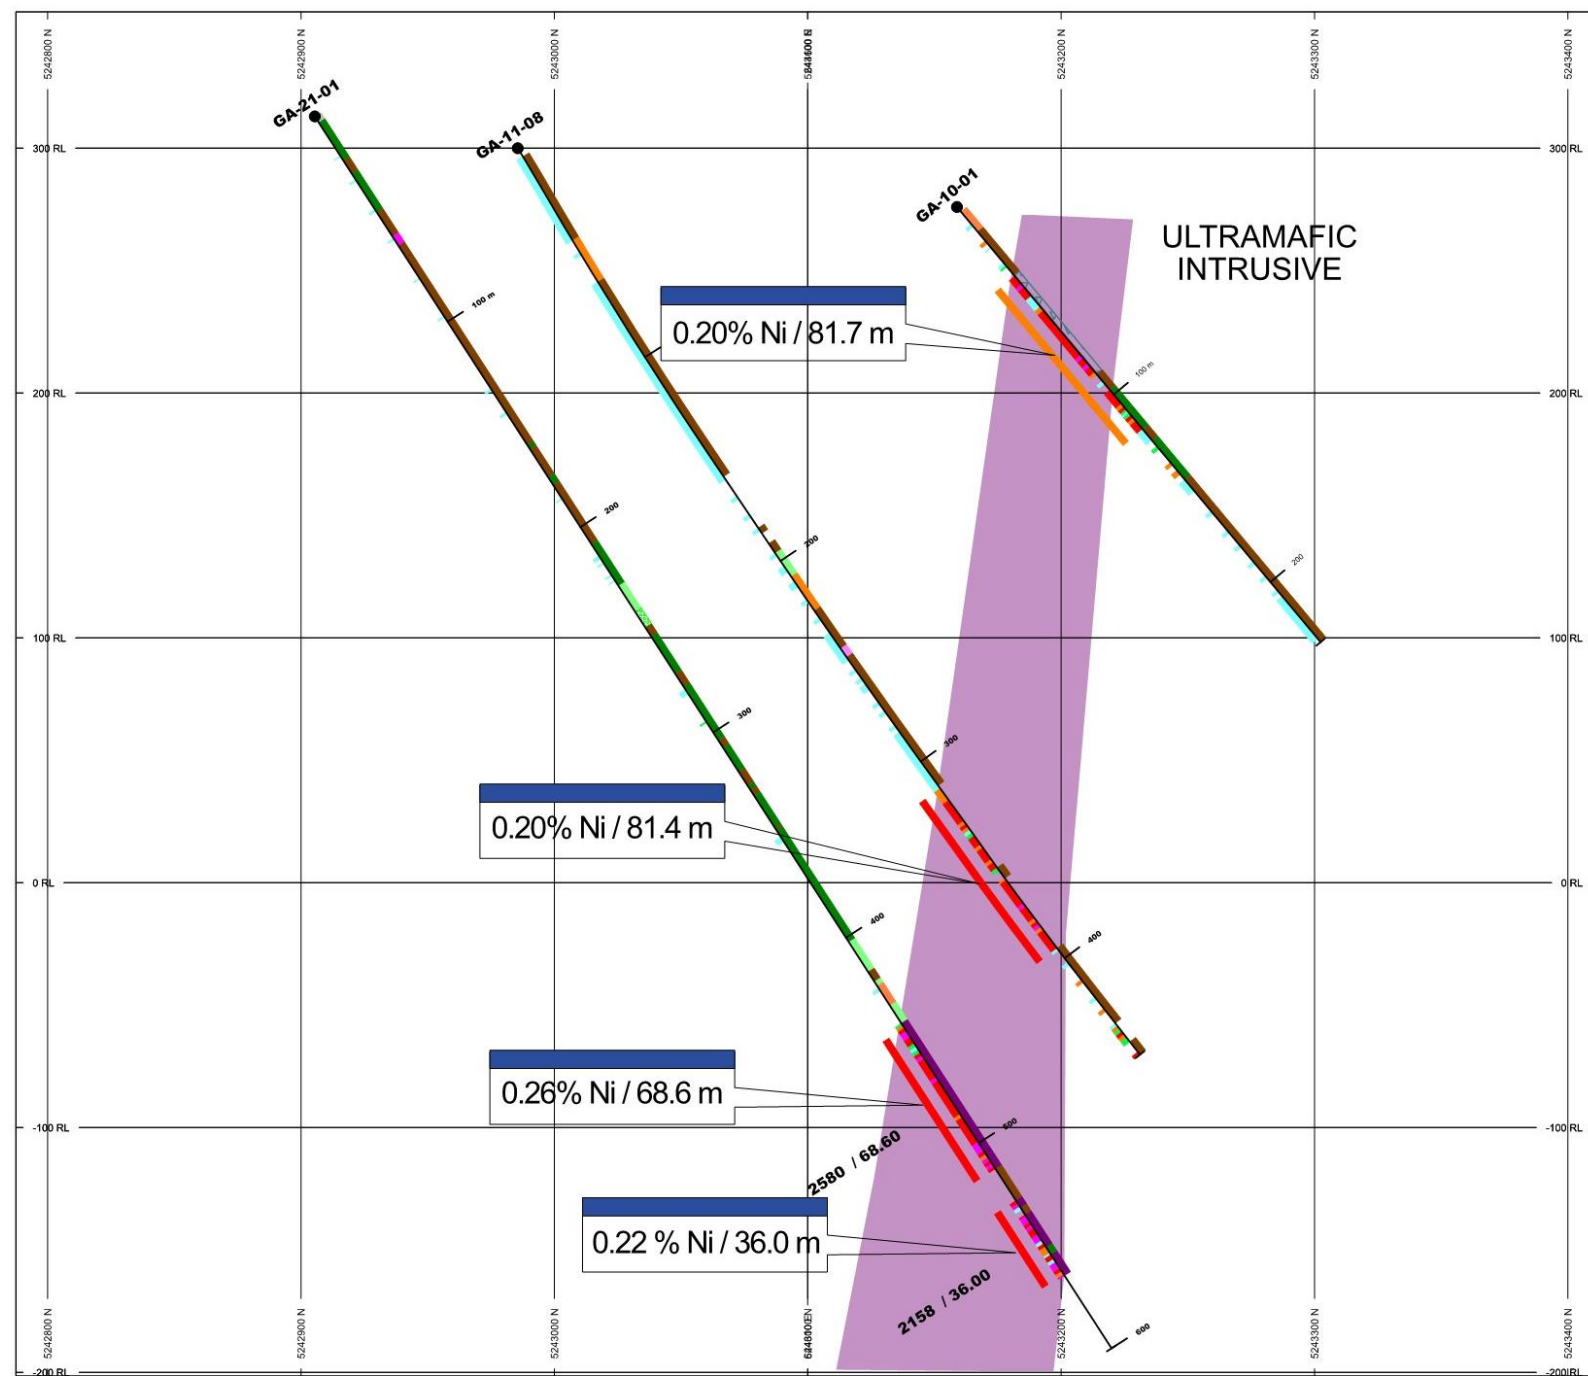 5242800 N
5242900 N
5243000 N
5243200 N
5243300 N
5243400 N
GA-21-01
GA-11-08
GA-10-01
300 RL
300 RL
ULTRAMAFIC
INTRUSIVE
100 m
0.20% Ni / 81.7 m
100 m
200 RL
200 RL
200
200
200
100 RL
100 RL
300
300
0.20% Ni / 81.4 m
0 RL
0 RL
400
400
0.26% Ni / 68.6 m
500
-100 RL
-100 RL
2580 / 68.60
0.22 % Ni / 36.0 m
2158 / 36.00
600
5242800 N
5242900 N
5243000 N
5243200 N
5243300 N
5243400 N
-200 RL
-200 RL